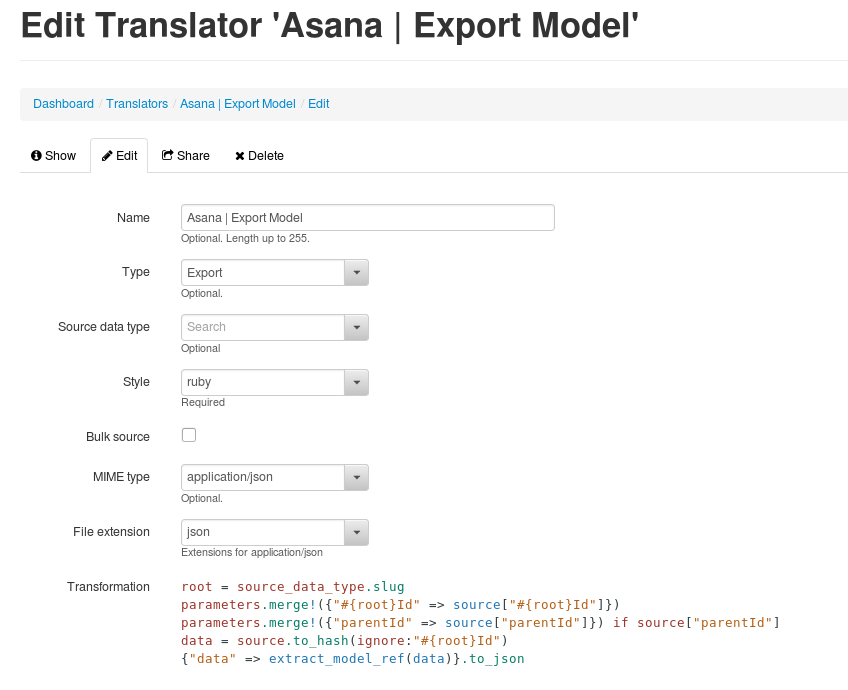 Edit Translator 'Asana | Export Model'
Dashboard / Translators / Asana | Export Model / Edit
Show Edit Share Delete
Name Asana | Export Model
Optional. Length up to 255.
Type Export
Optional.
Source data type Search
Optional
Style ruby
Required
Bulk source
MIME type application/json
Optional.
File extension json
Extensions for application/json
Transformation root = source_data_type.slug
parameters.merge!({"#{root}Id" => source["#{root}Id"]})
parameters.merge!({"parentId" => source["parentId"]}) if source["parentId"]
data = source.to_hash(ignore:"#{root}Id")
{"data" => extract_model_ref(data)}.to_json